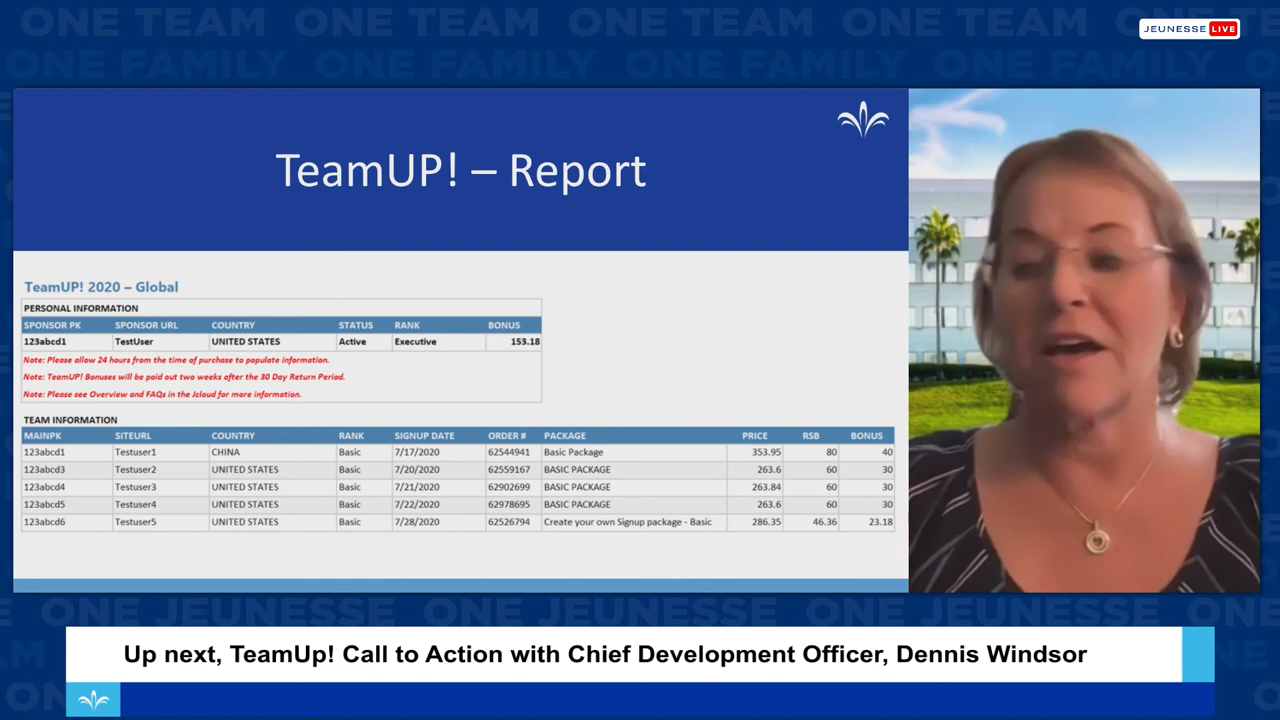 ONE TEAM ONE TEAM ONE TEAM ONE TEAM
ONE FAMILY ONE FAMILY ONE FAMILY ONE FAMILY
JEUNESSE LIVE
TeamUP! – Report
TeamUP! 2020 – Global
PERSONAL INFORMATION
SPONSOR PK SPONSOR URL COUNTRY STATUS RANK BONUS
123abcd1 TestUser UNITED STATES Active Executive 153.18
Note: Please allow 24 hours from the time of purchase to populate information.
Note: TeamUP! Bonuses will be paid out two weeks after the 30 Day Return Period.
Note: Please see Overview and FAQs in the Jcloud for more information.
TEAM INFORMATION
MAINPK SITEURL COUNTRY RANK SIGNUP DATE ORDER # PACKAGE PRICE RSB BONUS
123abcd1 Testuser1 CHINA Basic 7/17/2020 62544941 Basic Package 353.95 80 40
123abcd3 Testuser2 UNITED STATES Basic 7/20/2020 62559167 BASIC PACKAGE 263.6 60 30
123abcd4 Testuser3 UNITED STATES Basic 7/21/2020 62902699 BASIC PACKAGE 263.84 60 30
123abcd5 Testuser4 UNITED STATES Basic 7/22/2020 62978695 BASIC PACKAGE 263.6 60 30
123abcd6 Testuser5 UNITED STATES Basic 7/28/2020 62526794 Create your own Signup package - Basic 286.35 46.36 23.18
ONE JEUNESSE ONE JEUNESSE ONE JEUNESSE ONE
Up next, TeamUp! Call to Action with Chief Development Officer, Dennis Windsor